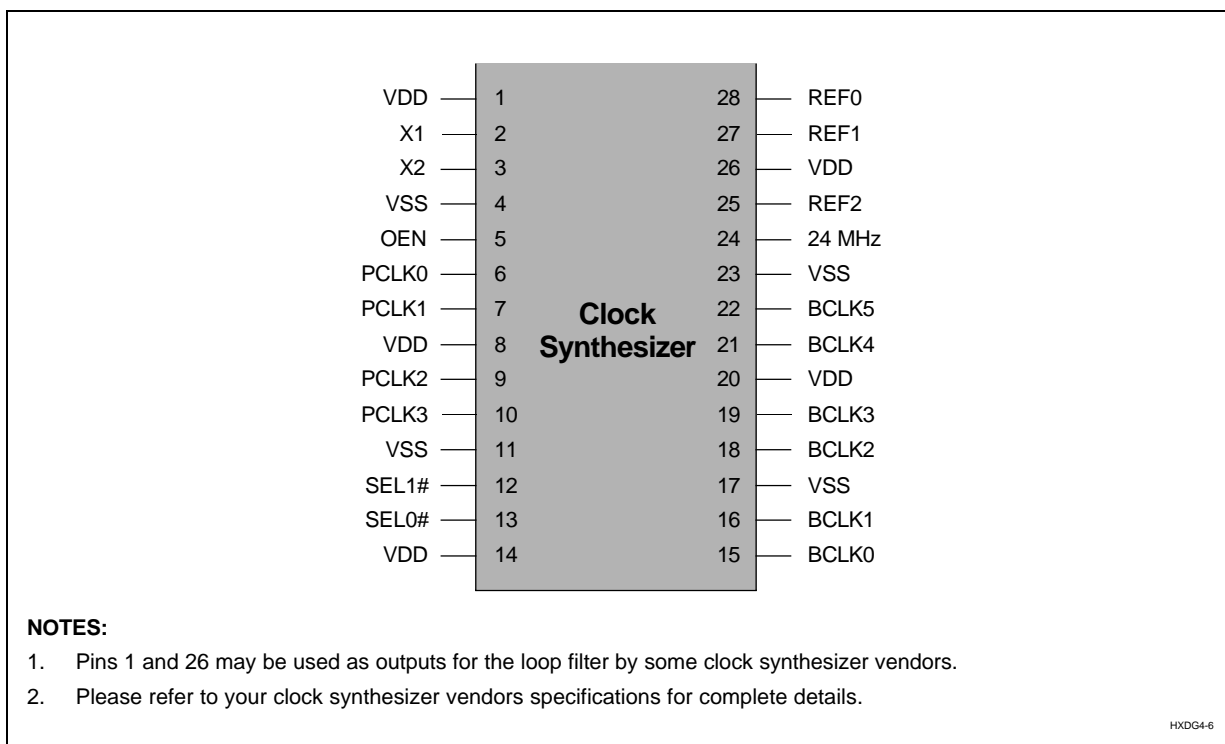 VDD 1 28 REF0
X1 2 27 REF1
X2 3 26 VDD
VSS 4 25 REF2
OEN 5 24 24 MHz
PCLK0 6 23 VSS
PCLK1 7 Clock 22 BCLK5
VDD 8 Synthesizer 21 BCLK4
PCLK2 9 20 VDD
PCLK3 10 19 BCLK3
VSS 11 18 BCLK2
SEL1# 12 17 VSS
SEL0# 13 16 BCLK1
VDD 14 15 BCLK0
NOTES:
1. Pins 1 and 26 may be used as outputs for the loop filter by some clock synthesizer vendors.
2. Please refer to your clock synthesizer vendors specifications for complete details.
HXDG4-6